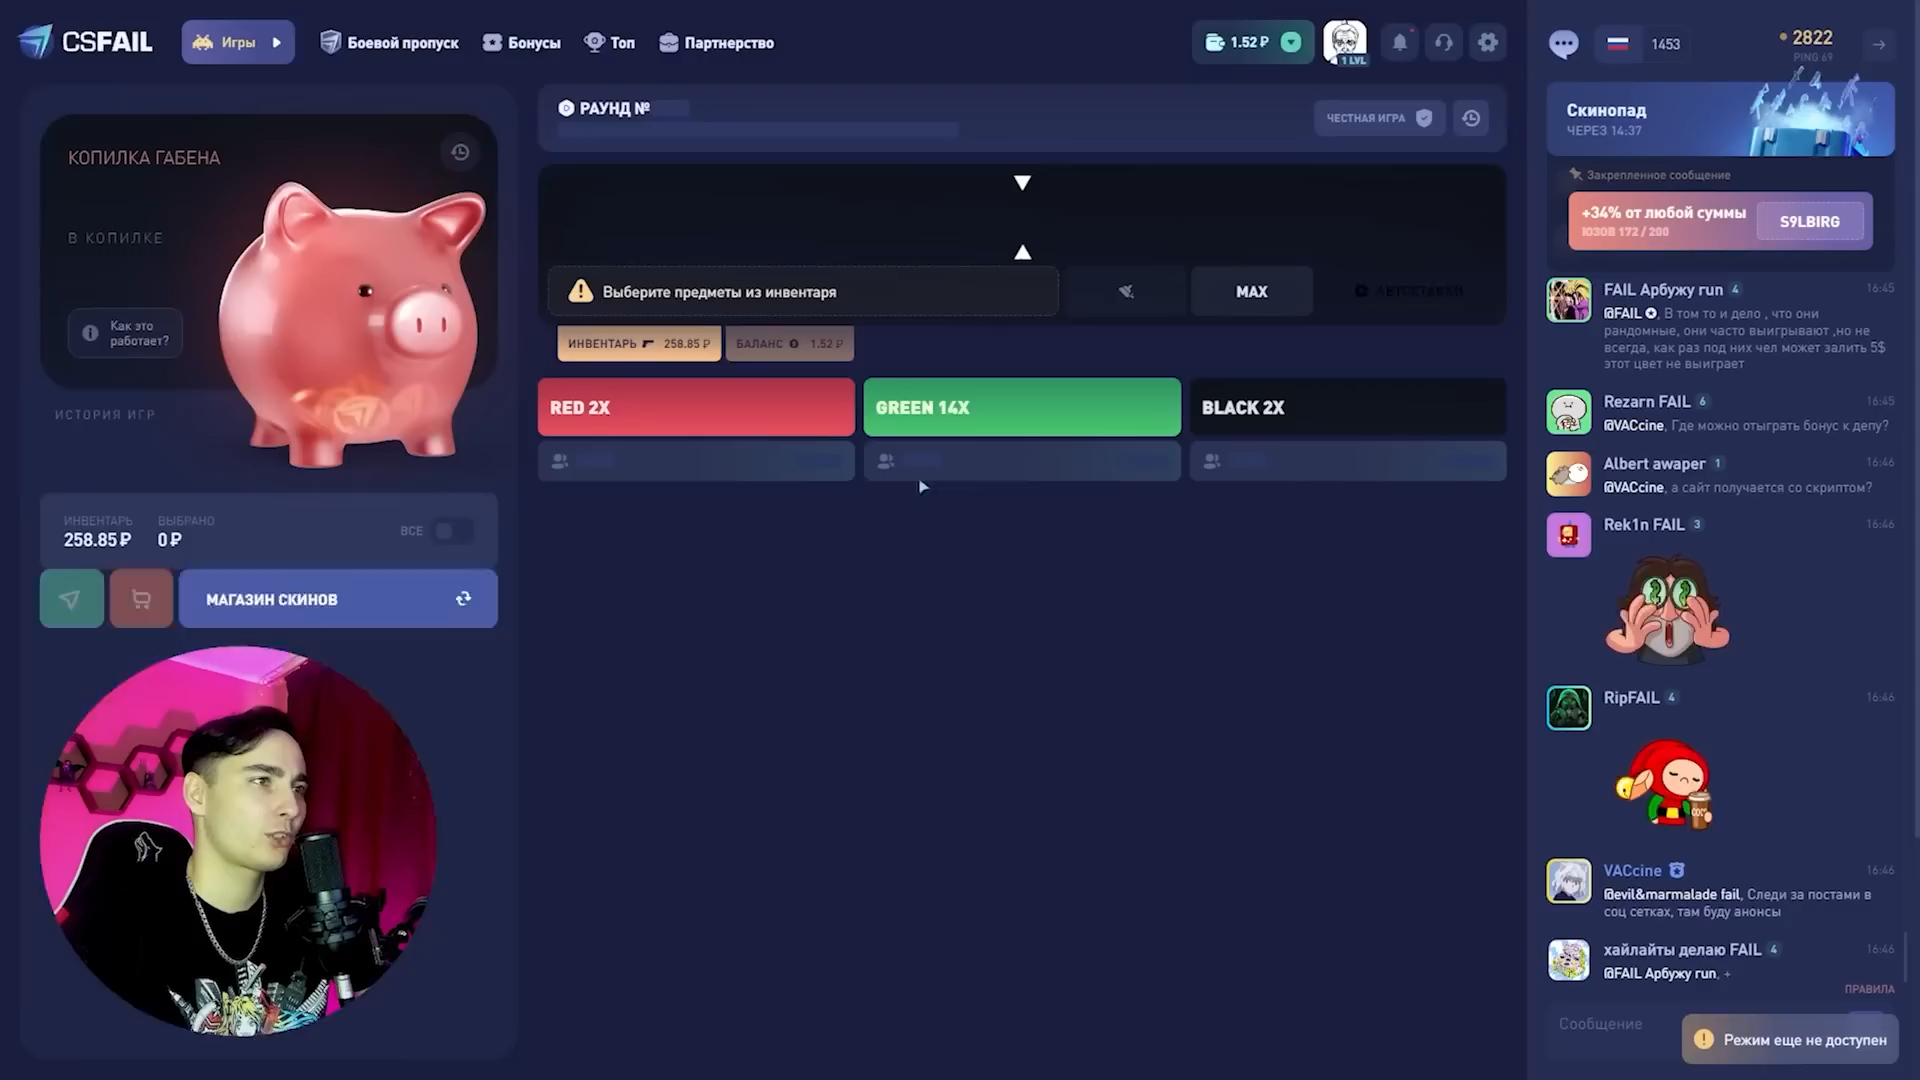 CSFAIL
Игры
Боевой пропуск
Бонусы
Топ
Партнерство
1.52 ₽
1 LVL
1453
2822
PING 69
КОПИЛКА ГАБЕНА
В КОПИЛКЕ
Как это
работает?
ИСТОРИЯ ИГР
ИНВЕНТАРЬ
258.85 ₽
ВЫБРАНО
0 ₽
ВСЕ
МАГАЗИН СКИНОВ
РАУНД №
ЧЕСТНАЯ ИГРА
Выберите предметы из инвентаря
MAX
АВТОСТАВКИ
ИНВЕНТАРЬ 258.85 ₽
БАЛАНС 1.52 ₽
RED 2X
GREEN 14X
BLACK 2X
Скинопад
ЧЕРЕЗ 14:37
Закрепленное сообщение
+34% от любой суммы
ЮЗОВ 172 / 200
S9LBIRG
FAIL Арбужу run 4 16:45
@FAIL, В том то и дело , что они
рандомные, они часто выигрывают ,но не
всегда, как раз под них чел может залить 5$
этот цвет не выиграет
Rezarn FAIL 6 16:45
@VACcine, Где можно отыграть бонус к депу?
Albert awaper 1 16:46
@VACcine, а сайт получается со скриптом?
Rek1n FAIL 3 16:46
RipFAIL 4 16:46
VACcine 16:46
@evil&marmalade fail, Следи за постами в
соц сетках, там буду анонсы
хайлайты делаю FAIL 4 16:46
@FAIL Арбужу run, +
ПРАВИЛА
Сообщение
Режим еще не доступен